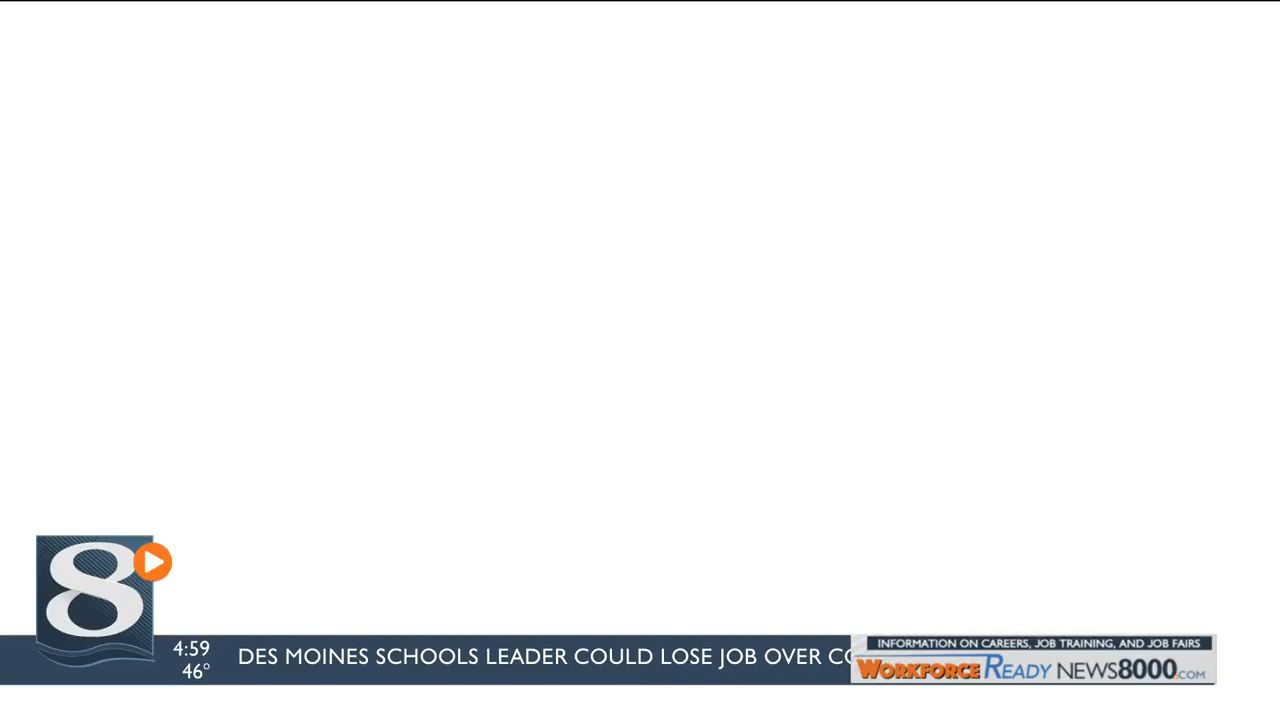 8
4:59
46°
DES MOINES SCHOOLS LEADER COULD LOSE JOB OVER
INFORMATION ON CAREERS, JOB TRAINING, AND JOB FAIRS
WORKFORCE READY NEWS8000.COM